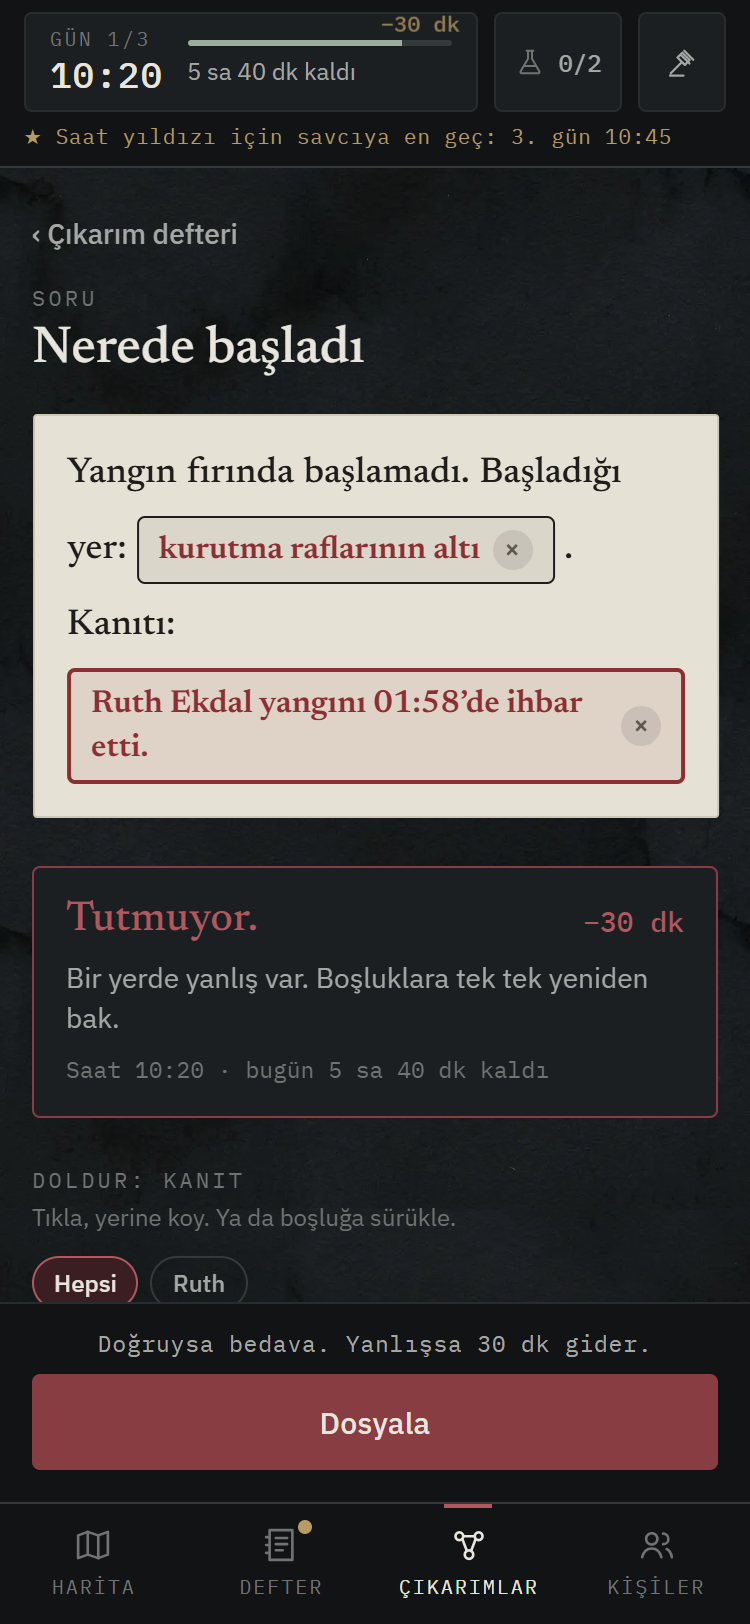 GÜN 1/3
−30 dk
10:20
5 sa 40 dk kaldı
0/2
★ Saat yıldızı için savcıya en geç: 3. gün 10:45
‹ Çıkarım defteri
SORU
Nerede başladı
Yangın fırında başlamadı. Başladığı
yer: kurutma raflarının altı × .
Kanıtı:
Ruth Ekdal yangını 01:58’de ihbar
etti. ×
Tutmuyor. −30 dk
Bir yerde yanlış var. Boşluklara tek tek yeniden
bak.
Saat 10:20 · bugün 5 sa 40 dk kaldı
DOLDUR: KANIT
Tıkla, yerine koy. Ya da boşluğa sürükle.
Hepsi Ruth
Doğruysa bedava. Yanlışsa 30 dk gider.
Dosyala
HARİTA DEFTER ÇIKARIMLAR KİŞİLER